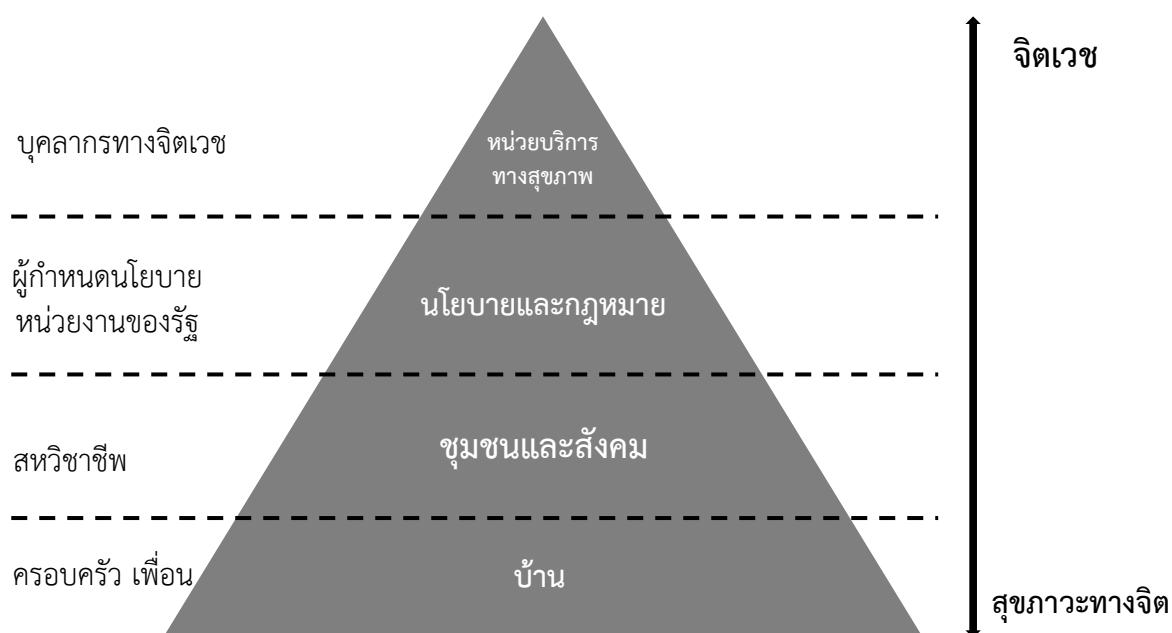 จิตเวช
บุคลากรทางจิตเวช
หน่วยบริการ
ทางสุขภาพ
ผู้กำหนดนโยบาย
หน่วยงานของรัฐ
นโยบายและกฎหมาย
สหวิชาชีพ
ชุมชนและสังคม
ครอบครัว เพื่อน
บ้าน
สุขภาวะทางจิต